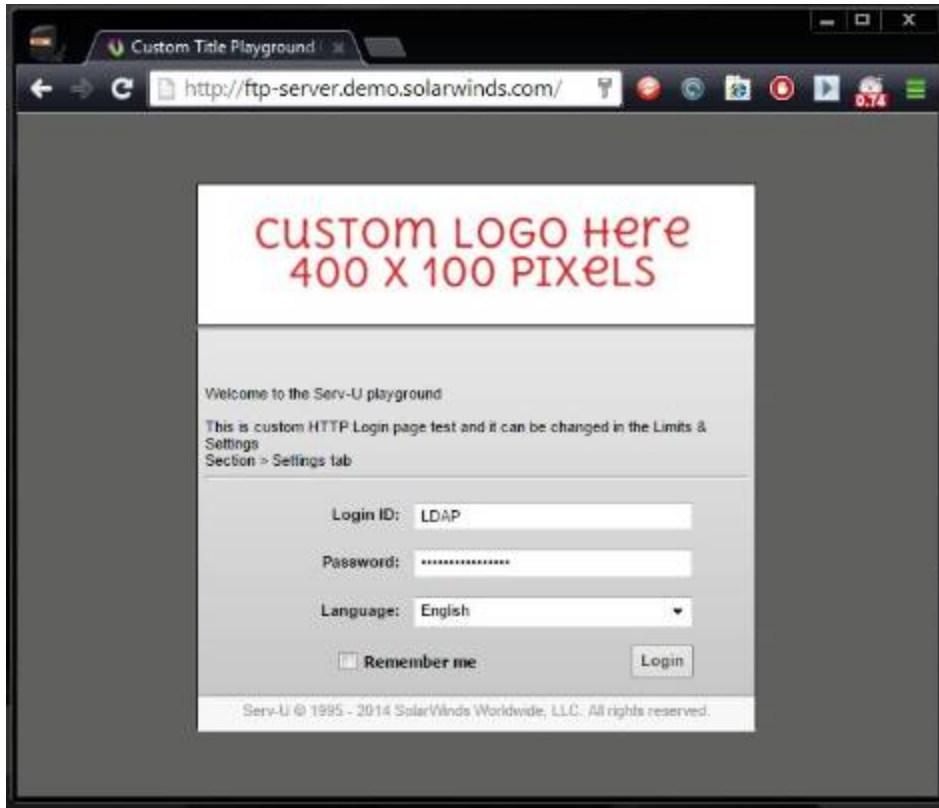 Custom Title Playground
http://ftp-server.demo.solarwinds.com/
0.74
CUSTOM LOGO HERE
400 X 100 PIXELS
Welcome to the Serv-U playground
This is custom HTTP Login page test and it can be changed in the Limits &
Settings
Section > Settings tab
Login ID: LDAP
Password: ••••••••••••••••
Language: English
Remember me Login
Serv-U © 1995 - 2014 SolarWinds Worldwide, LLC. All rights reserved.